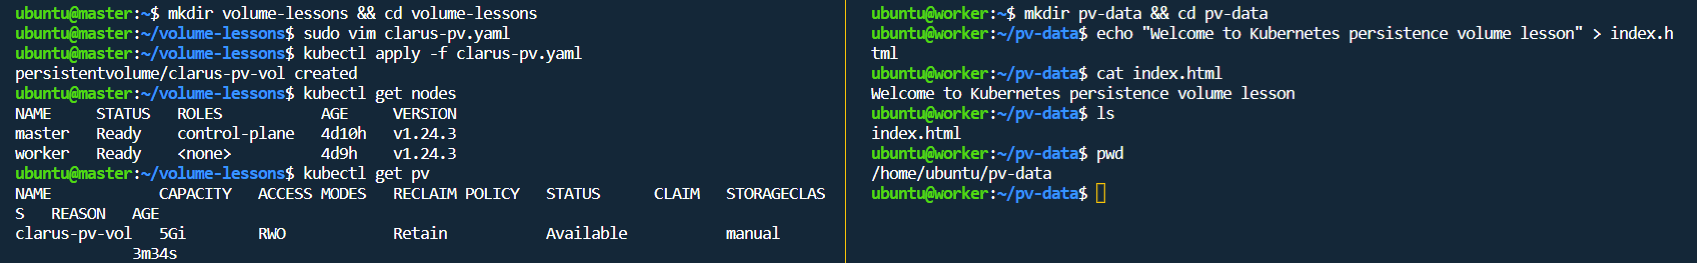 ubuntu@master:~$ mkdir volume-lessons && cd volume-lessons
ubuntu@master:~/volume-lessons$ sudo vim clarus-pv.yaml
ubuntu@master:~/volume-lessons$ kubectl apply -f clarus-pv.yaml
persistentvolume/clarus-pv-vol created
ubuntu@master:~/volume-lessons$ kubectl get nodes
NAME     STATUS   ROLES           AGE     VERSION
master   Ready    control-plane   4d10h   v1.24.3
worker   Ready    <none>          4d9h    v1.24.3
ubuntu@master:~/volume-lessons$ kubectl get pv
NAME            CAPACITY   ACCESS MODES   RECLAIM POLICY   STATUS      CLAIM   STORAGECLAS
S   REASON   AGE
clarus-pv-vol   5Gi        RWO            Retain           Available           manual
             3m34s
ubuntu@worker:~$ mkdir pv-data && cd pv-data
ubuntu@worker:~/pv-data$ echo "Welcome to Kubernetes persistence volume lesson" > index.h
tml
ubuntu@worker:~/pv-data$ cat index.html
Welcome to Kubernetes persistence volume lesson
ubuntu@worker:~/pv-data$ ls
index.html
ubuntu@worker:~/pv-data$ pwd
/home/ubuntu/pv-data
ubuntu@worker:~/pv-data$